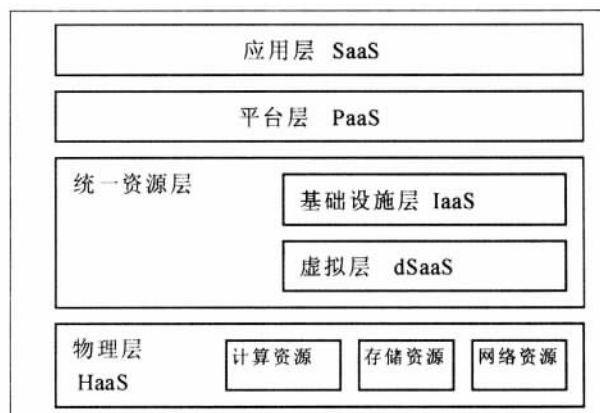 应用层 SaaS
平台层 PaaS
统一资源层
基础设施层 IaaS
虚拟层 dSaaS
物理层
HaaS
计算资源
存储资源
网络资源